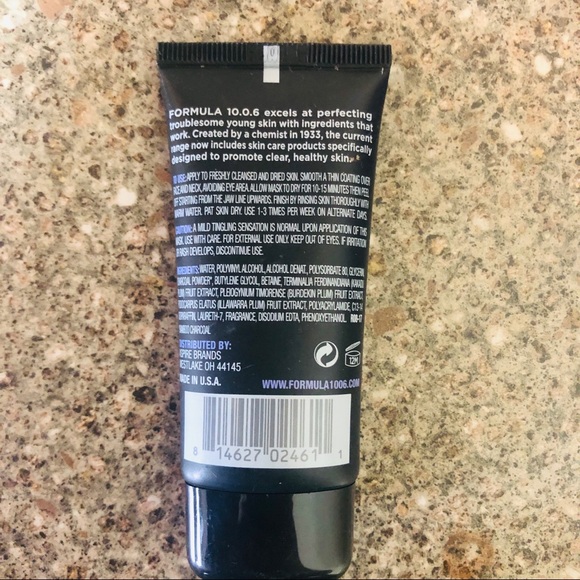 FORMULA 10.0.6 excels at perfecting
troublesome young skin with ingredients that
work. Created by a chemist in 1933, the current
range now includes skin care products specifically
designed to promote clear, healthy skin.
TO USE: APPLY TO FRESHLY CLEANSED AND DRIED SKIN. SMOOTH A THIN COATING OVER
FACE AND NECK, AVOIDING EYE AREA. ALLOW MASK TO DRY FOR 10-15 MINUTES THEN PEEL
OFF STARTING FROM THE JAW LINE UPWARDS. FINISH BY RINSING SKIN THOROUGHLY WITH
WARM WATER. PAT SKIN DRY. USE 1-3 TIMES PER WEEK ON ALTERNATE DAYS.
CAUTION: A MILD TINGLING SENSATION IS NORMAL UPON APPLICATION OF THIS
MASK. USE WITH CARE. FOR EXTERNAL USE ONLY. KEEP OUT OF EYES. IF IRRITATION
OR RASH DEVELOPS, DISCONTINUE USE.
INGREDIENTS: WATER, POLYVINYL ALCOHOL, ALCOHOL DENAT, POLYSORBATE 80, GLYCERIN,
CHARCOAL POWDER*, BUTYLENE GLYCOL, BETAINE, TERMINALIA FERDINANDIANA (KAKADU
PLUM) FRUIT EXTRACT, PLEIOGYNIUM TIMORENSE (BURDEKIN PLUM) FRUIT EXTRACT,
PODOCARPUS ELATUS (ILLAWARRA PLUM) FRUIT EXTRACT, POLYACRYLAMIDE, C13-14
ISOPARAFFIN, LAURETH-7, FRAGRANCE, DISODIUM EDTA, PHENOXYETHANOL.
CHARCOAL
DISTRIBUTED BY:
ASPIRE BRANDS
WESTLAKE OH 44145
MADE IN U.S.A.
12M
WWW.FORMULA1006.COM
8 14627 02461 1